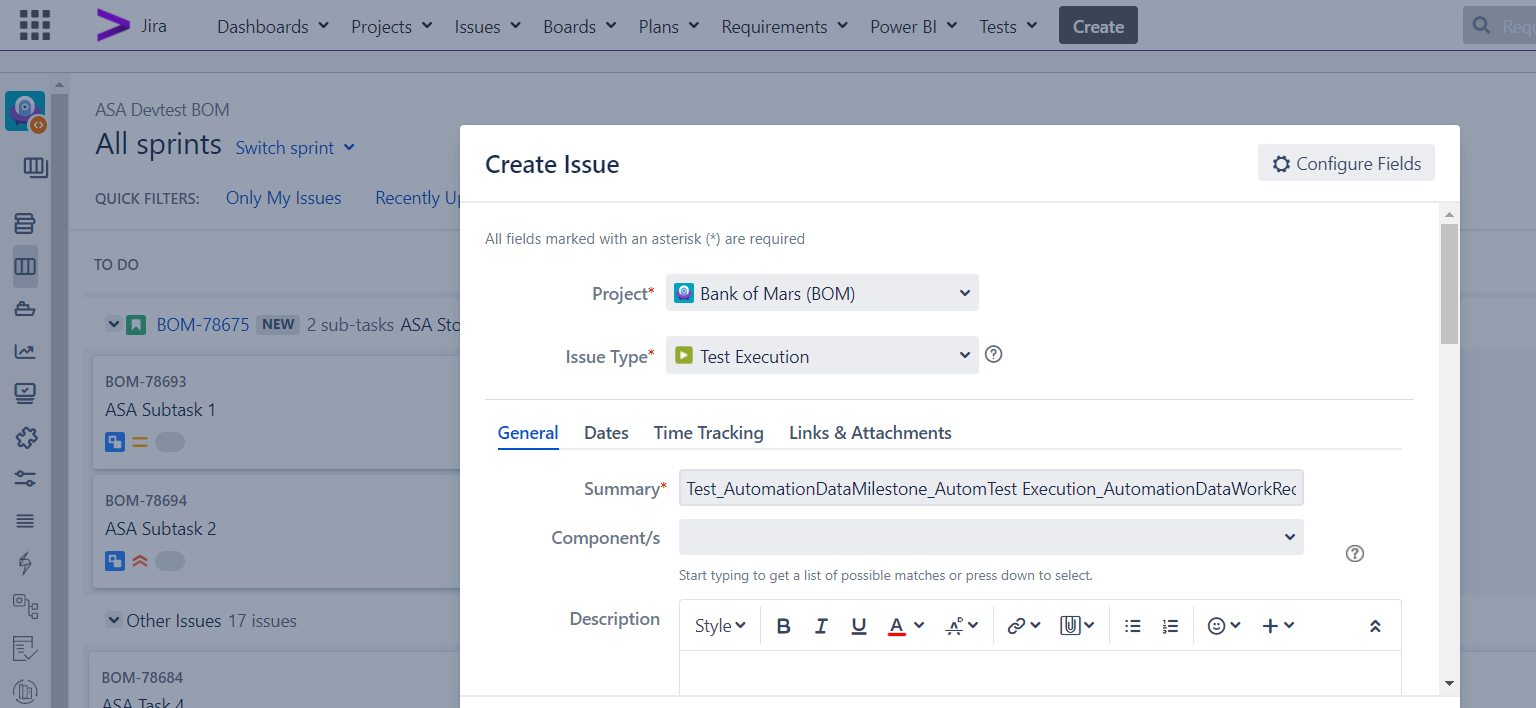 Jira Dashboards Projects Issues Boards Plans Requirements Power BI Tests Create
ASA Devtest BOM
All sprints Switch sprint
QUICK FILTERS: Only My Issues Recently
TO DO
BOM-78675 NEW 2 sub-tasks ASA
BOM-78693
ASA Subtask 1
BOM-78694
ASA Subtask 2
Other Issues 17 issues
BOM-78684
ASA Task 4
Create Issue Configure Fields
All fields marked with an asterisk (*) are required
Project* Bank of Mars (BOM)
Issue Type* Test Execution
General Dates Time Tracking Links & Attachments
Summary* Test_AutomationDataMilestone_AutomTest Execution_AutomationDataWorkRec
Component/s
Start typing to get a list of possible matches or press down to select.
Description
Style B I U A